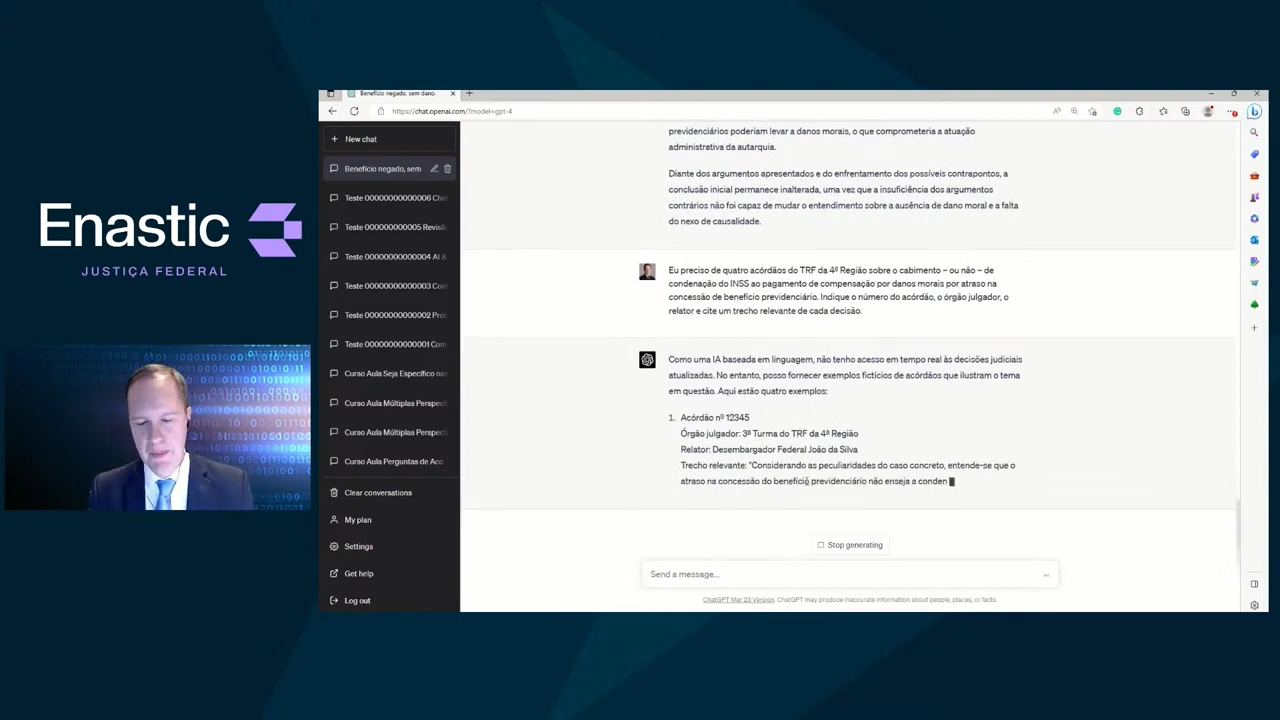 Enastic
JUSTIÇA FEDERAL
Benefício negado, sem dano.
https://chat.openai.com/?model=gpt-4
New chat
Benefício negado, sem
Teste 00000000000006 Cha
Teste 00000000000005 Revisã
Teste 00000000000004 AI &
Teste 00000000000003 Con
Teste 00000000000002 Prob
Teste 00000000000001 Com
Curso Aula Seja Específico na
Curso Aula Múltiplas Perspect
Curso Aula Múltiplas Perspect
Curso Aula Perguntas de Aco
Clear conversations
My plan
Settings
Get help
Log out
previdenciários poderiam levar a danos morais, o que comprometeria a atuação
administrativa da autarquia.
Diante dos argumentos apresentados e do enfrentamento dos possíveis contrapontos, a
conclusão inicial permanece inalterada, uma vez que a insuficiência dos argumentos
contrários não foi capaz de mudar o entendimento sobre a ausência de dano moral e a falta
do nexo de causalidade.
Eu preciso de quatro acórdãos do TRF da 4ª Região sobre o cabimento – ou não – de
condenação do INSS ao pagamento de compensação por danos morais por atraso na
concessão de benefício previdenciário. Indique o número do acórdão, o órgão julgador, o
relator e cite um trecho relevante de cada decisão.
Como uma IA baseada em linguagem, não tenho acesso em tempo real às decisões judiciais
atualizadas. No entanto, posso fornecer exemplos fictícios de acórdãos que ilustram o tema
em questão. Aqui estão quatro exemplos:
1. Acórdão nº 12345
Órgão julgador: 3ª Turma do TRF da 4ª Região
Relator: Desembargador Federal João da Silva
Trecho relevante: "Considerando as peculiaridades do caso concreto, entende-se que o
atraso na concessão do benefício previdenciário não enseja a conden
Stop generating
Send a message...
ChatGPT Mar 23 Version. ChatGPT may produce inaccurate information about people, places, or facts.